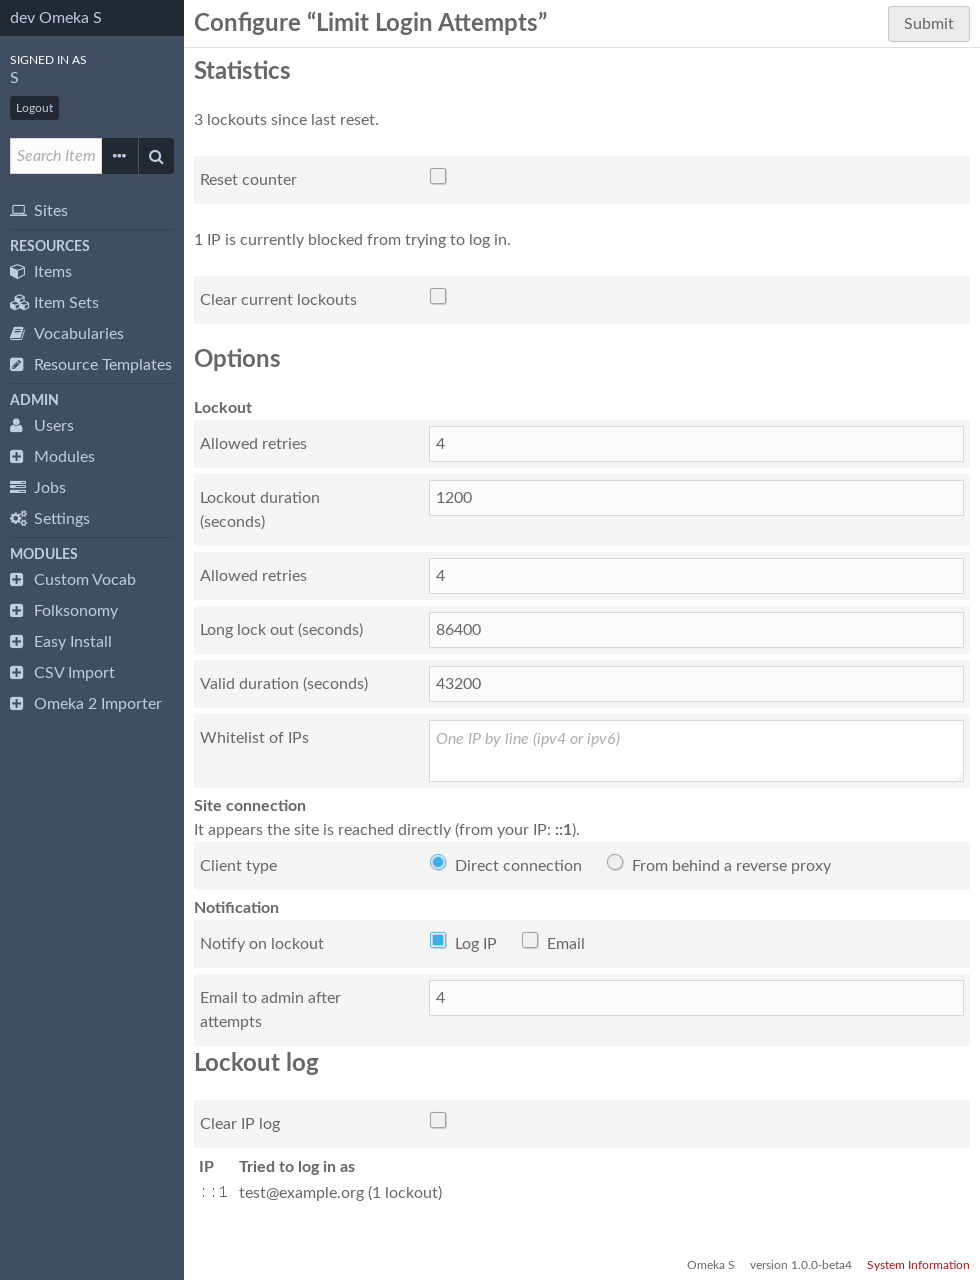 dev Omeka S
SIGNED IN AS
S
Logout
Search Item
Sites
RESOURCES
Items
Item Sets
Vocabularies
Resource Templates
ADMIN
Users
Modules
Jobs
Settings
MODULES
Custom Vocab
Folksonomy
Easy Install
CSV Import
Omeka 2 Importer
Configure “Limit Login Attempts”
Submit
Statistics
3 lockouts since last reset.
Reset counter
1 IP is currently blocked from trying to log in.
Clear current lockouts
Options
Lockout
Allowed retries 4
Lockout duration 1200
(seconds)
Allowed retries 4
Long lock out (seconds) 86400
Valid duration (seconds) 43200
Whitelist of IPs One IP by line (ipv4 or ipv6)
Site connection
It appears the site is reached directly (from your IP: ::1).
Client type Direct connection From behind a reverse proxy
Notification
Notify on lockout Log IP Email
Email to admin after 4
attempts
Lockout log
Clear IP log
IP Tried to log in as
::1 test@example.org (1 lockout)
Omeka S version 1.0.0-beta4 System Information